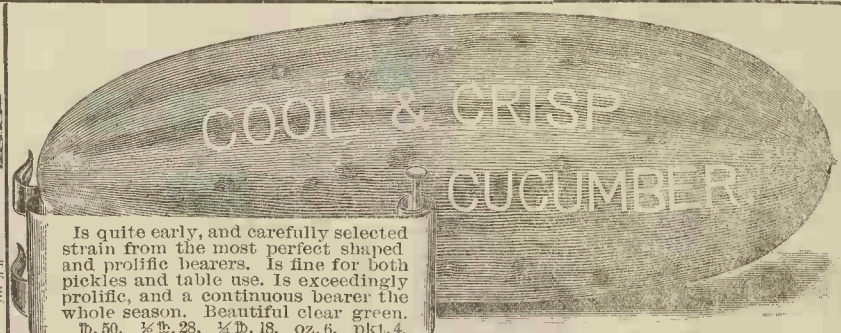 COOL & CRISP
CUCUMBER.
Is quite early, and carefully selected
strain from the most perfect shaped
and prolific bearers. Is fine for both
pickles and table use. Is exceedingly
prolific, and a continuous bearer the
whole season. Beautiful clear green.
℔. 50, ½ ℔. 28, ¼ ℔. 18, oz. 6, pkt. 4.